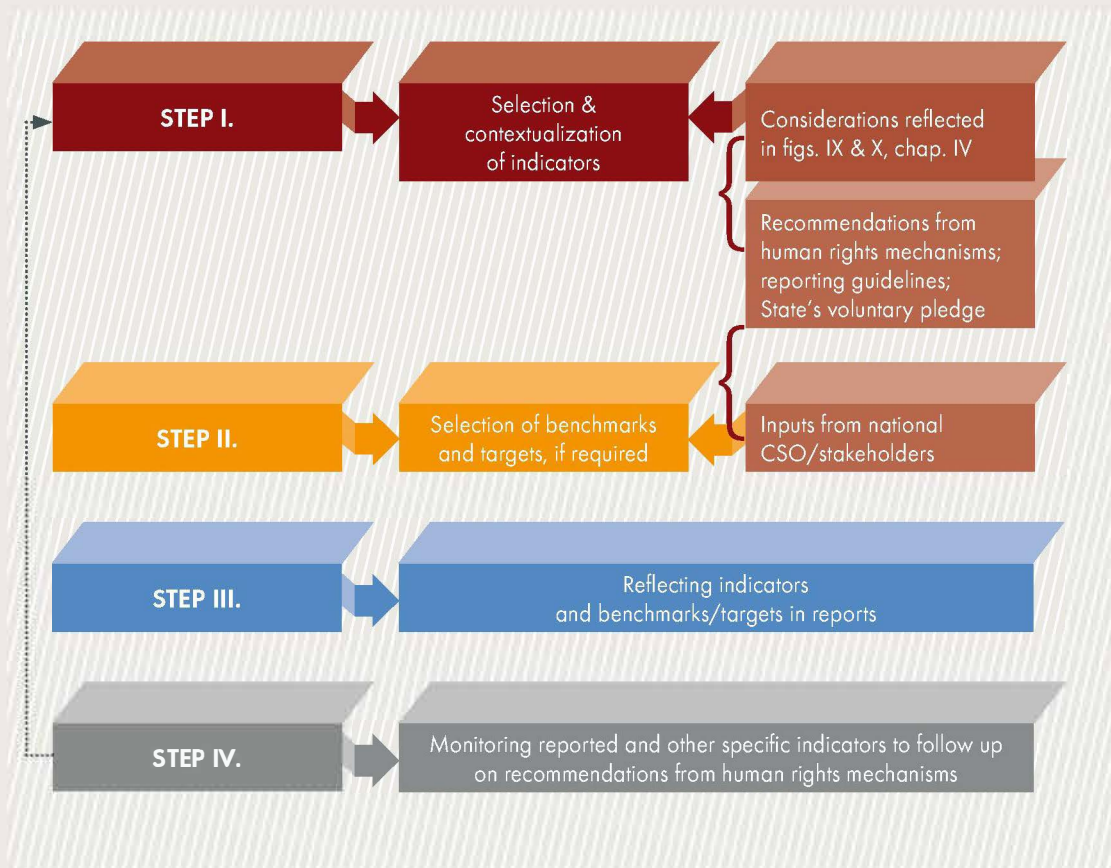 STEP I.
Selection &
contextualization
of indicators
Considerations reflected
in figs. IX & X, chap. IV
Recommendations from
human rights mechanisms;
reporting guidelines;
State’s voluntary pledge
STEP II.
Selection of benchmarks
and targets, if required
Inputs from national
CSO/stakeholders
STEP III.
Reflecting indicators
and benchmarks/targets in reports
STEP IV.
Monitoring reported and other specific indicators to follow up
on recommendations from human rights mechanisms